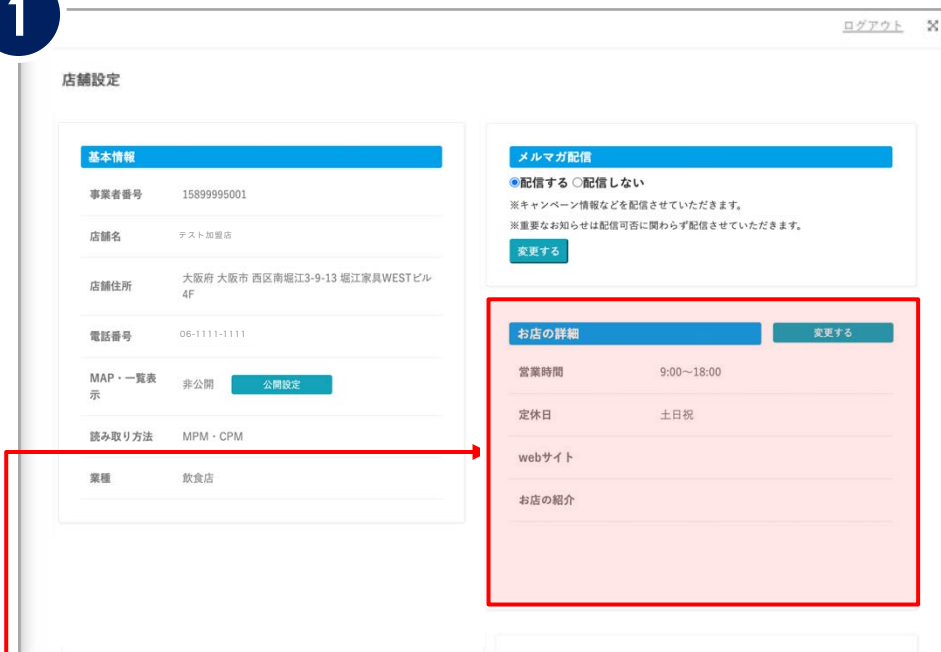 1
ログアウト
店舗設定
基本情報
事業者番号 15899995001
店舗名 テスト加盟店
店舗住所 大阪府 大阪市 西区南堀江3-9-13 堀江家具WESTビル
4F
電話番号 06-1111-1111
MAP・一覧表
示
非公開 公開設定
読み取り方法 MPM・CPM
業種 飲食店
メルマガ配信
配信する 配信しない
※キャンペーン情報などを配信させていただきます。
※重要なお知らせは配信可否に関わらず配信させていただきます。
変更する
お店の詳細 変更する
営業時間 9:00〜18:00
定休日 土日祝
webサイト
お店の紹介